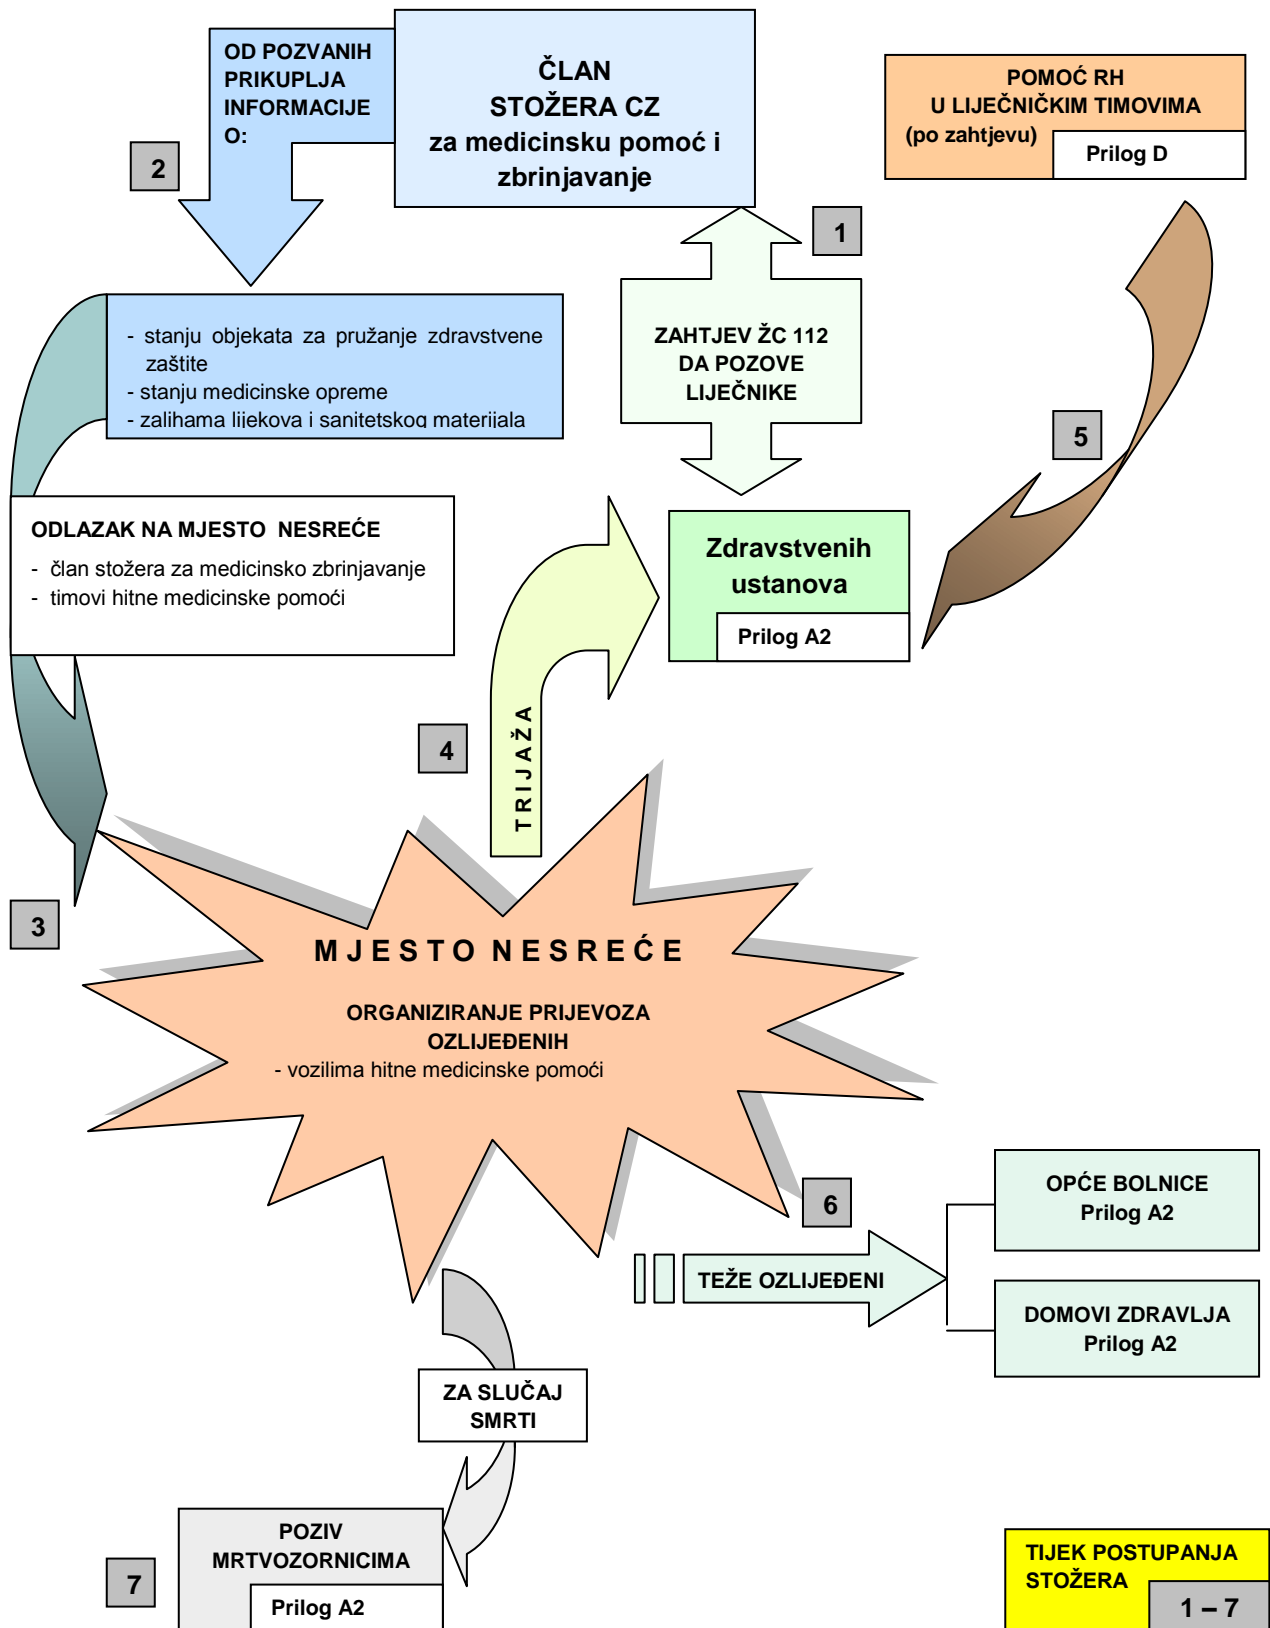 OD POZVANIH
PRIKUPLJA
INFORMACIJE
O:
ČLAN
STOŽERA CZ
za medicinsku pomoć i
zbrinjavanje
POMOĆ RH
U LIJEČNIČKIM TIMOVIMA
(po zahtjevu)
Prilog D
2
1
- stanju objekata za pružanje zdravstvene
zaštite
- stanju medicinske opreme
- zalihama lijekova i sanitetskog materijala
ZAHTJEV ŽC 112
DA POZOVE
LIJEČNIKE
5
ODLAZAK NA MJESTO NESREĆE
- član stožera za medicinsko zbrinjavanje
- timovi hitne medicinske pomoći
Zdravstvenih
ustanova
Prilog A2
4
T R I J A Ž A
3
M J E S T O N E S R E Ć E
ORGANIZIRANJE PRIJEVOZA
OZLIJEĐENIH
- vozilima hitne medicinske pomoći
6
TEŽE OZLIJEĐENI
OPĆE BOLNICE
Prilog A2
DOMOVI ZDRAVLJA
Prilog A2
ZA SLUČAJ
SMRTI
7
POZIV
MRTVOZORNICIMA
Prilog A2
TIJEK POSTUPANJA
STOŽERA
1 – 7